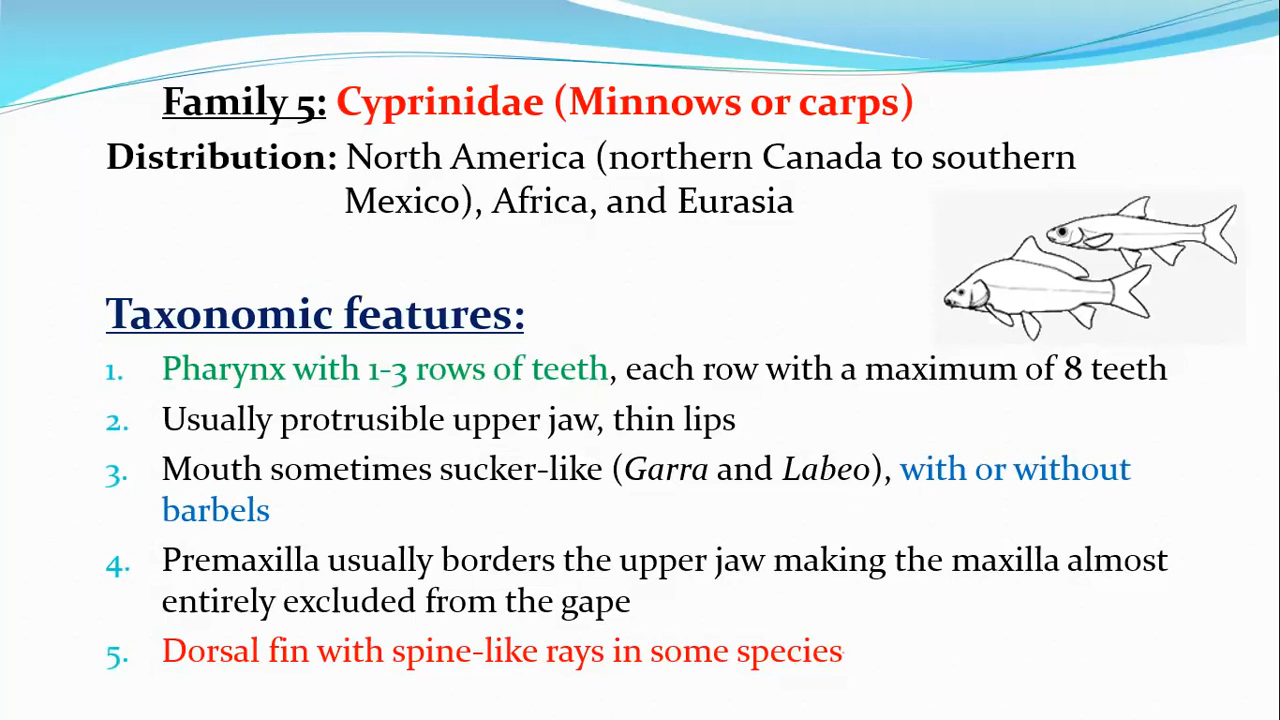 Family 5: Cyprinidae (Minnows or carps)
Distribution: North America (northern Canada to southern
Mexico), Africa, and Eurasia
Taxonomic features:
1. Pharynx with 1-3 rows of teeth, each row with a maximum of 8 teeth
2. Usually protrusible upper jaw, thin lips
3. Mouth sometimes sucker-like (Garra and Labeo), with or without
barbels
4. Premaxilla usually borders the upper jaw making the maxilla almost
entirely excluded from the gape
5. Dorsal fin with spine-like rays in some species